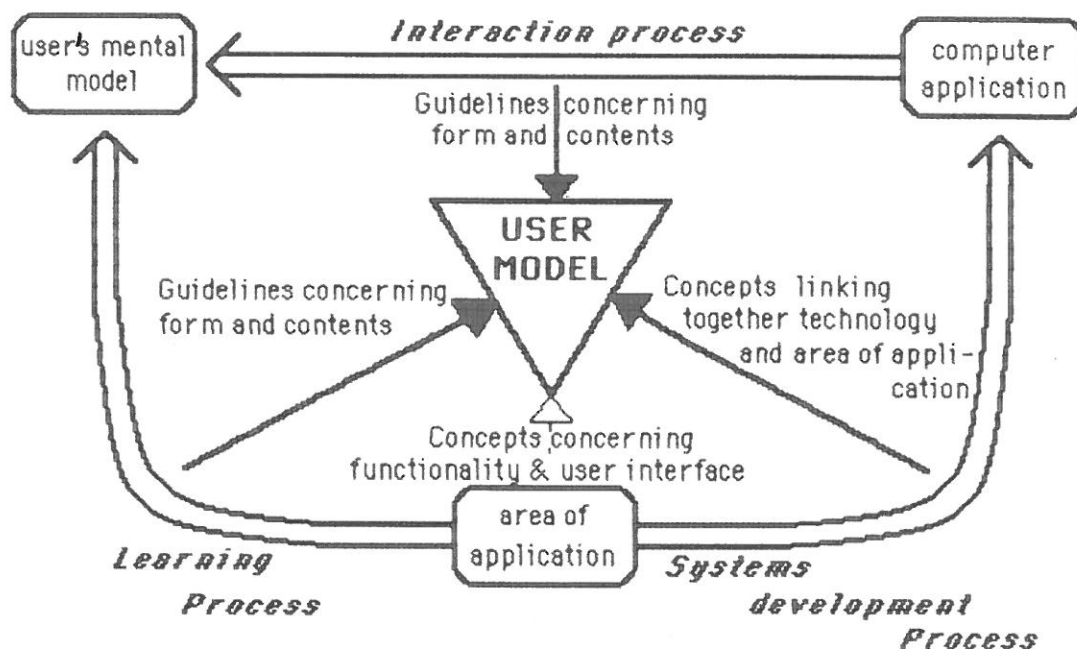 Interaction process
user's mental
model
computer
application
Guidelines concerning
form and contents
USER
MODEL
Guidelines concerning
form and contents
Concepts linking
together technology
and area of appli-
cation
Concepts concerning
functionality & user interface
area of
application
Learning
Process
Systems
development
Process